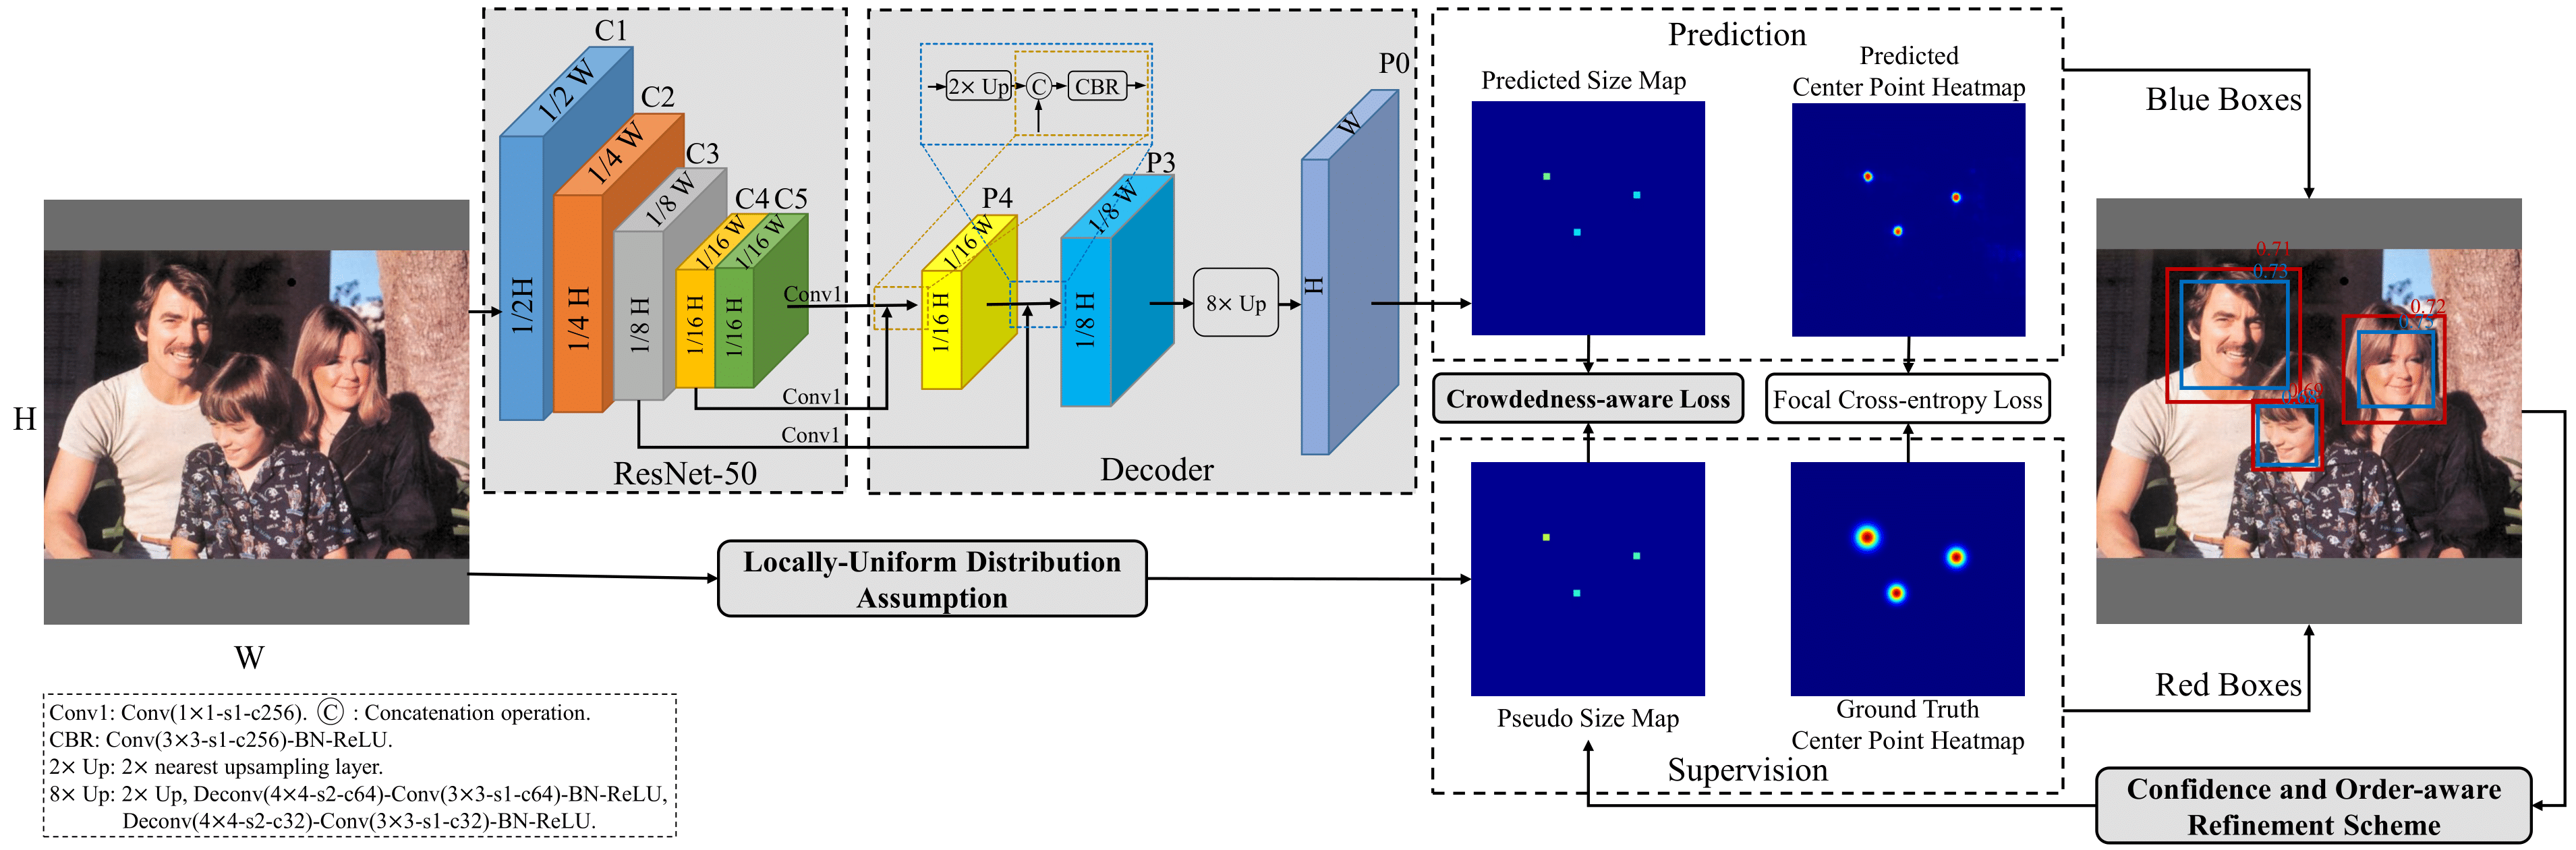 H
W
C1
1/2 W
1/2H
C2
1/4 W
1/4 H
C3
1/8 W
1/8 H
C4
1/16 W
1/16 H
C5
1/16 W
1/16 H
ResNet-50
Conv1
Conv1
Conv1
2× Up
C
CBR
P4
1/16 W
1/16 H
P3
1/8 W
1/8 H
8× Up
P0
W
H
Decoder
Prediction
Predicted Size Map
Predicted
Center Point Heatmap
Crowdedness-aware Loss
Focal Cross-entropy Loss
Locally-Uniform Distribution
Assumption
Pseudo Size Map
Ground Truth
Center Point Heatmap
Supervision
Blue Boxes
0.71
0.73
0.72
0.69
Red Boxes
Confidence and Order-aware
Refinement Scheme
Conv1: Conv(1×1-s1-c256). C : Concatenation operation.
CBR: Conv(3×3-s1-c256)-BN-ReLU.
2× Up: 2× nearest upsampling layer.
8× Up: 2× Up, Deconv(4×4-s2-c64)-Conv(3×3-s1-c64)-BN-ReLU,
Deconv(4×4-s2-c32)-Conv(3×3-s1-c32)-BN-ReLU.